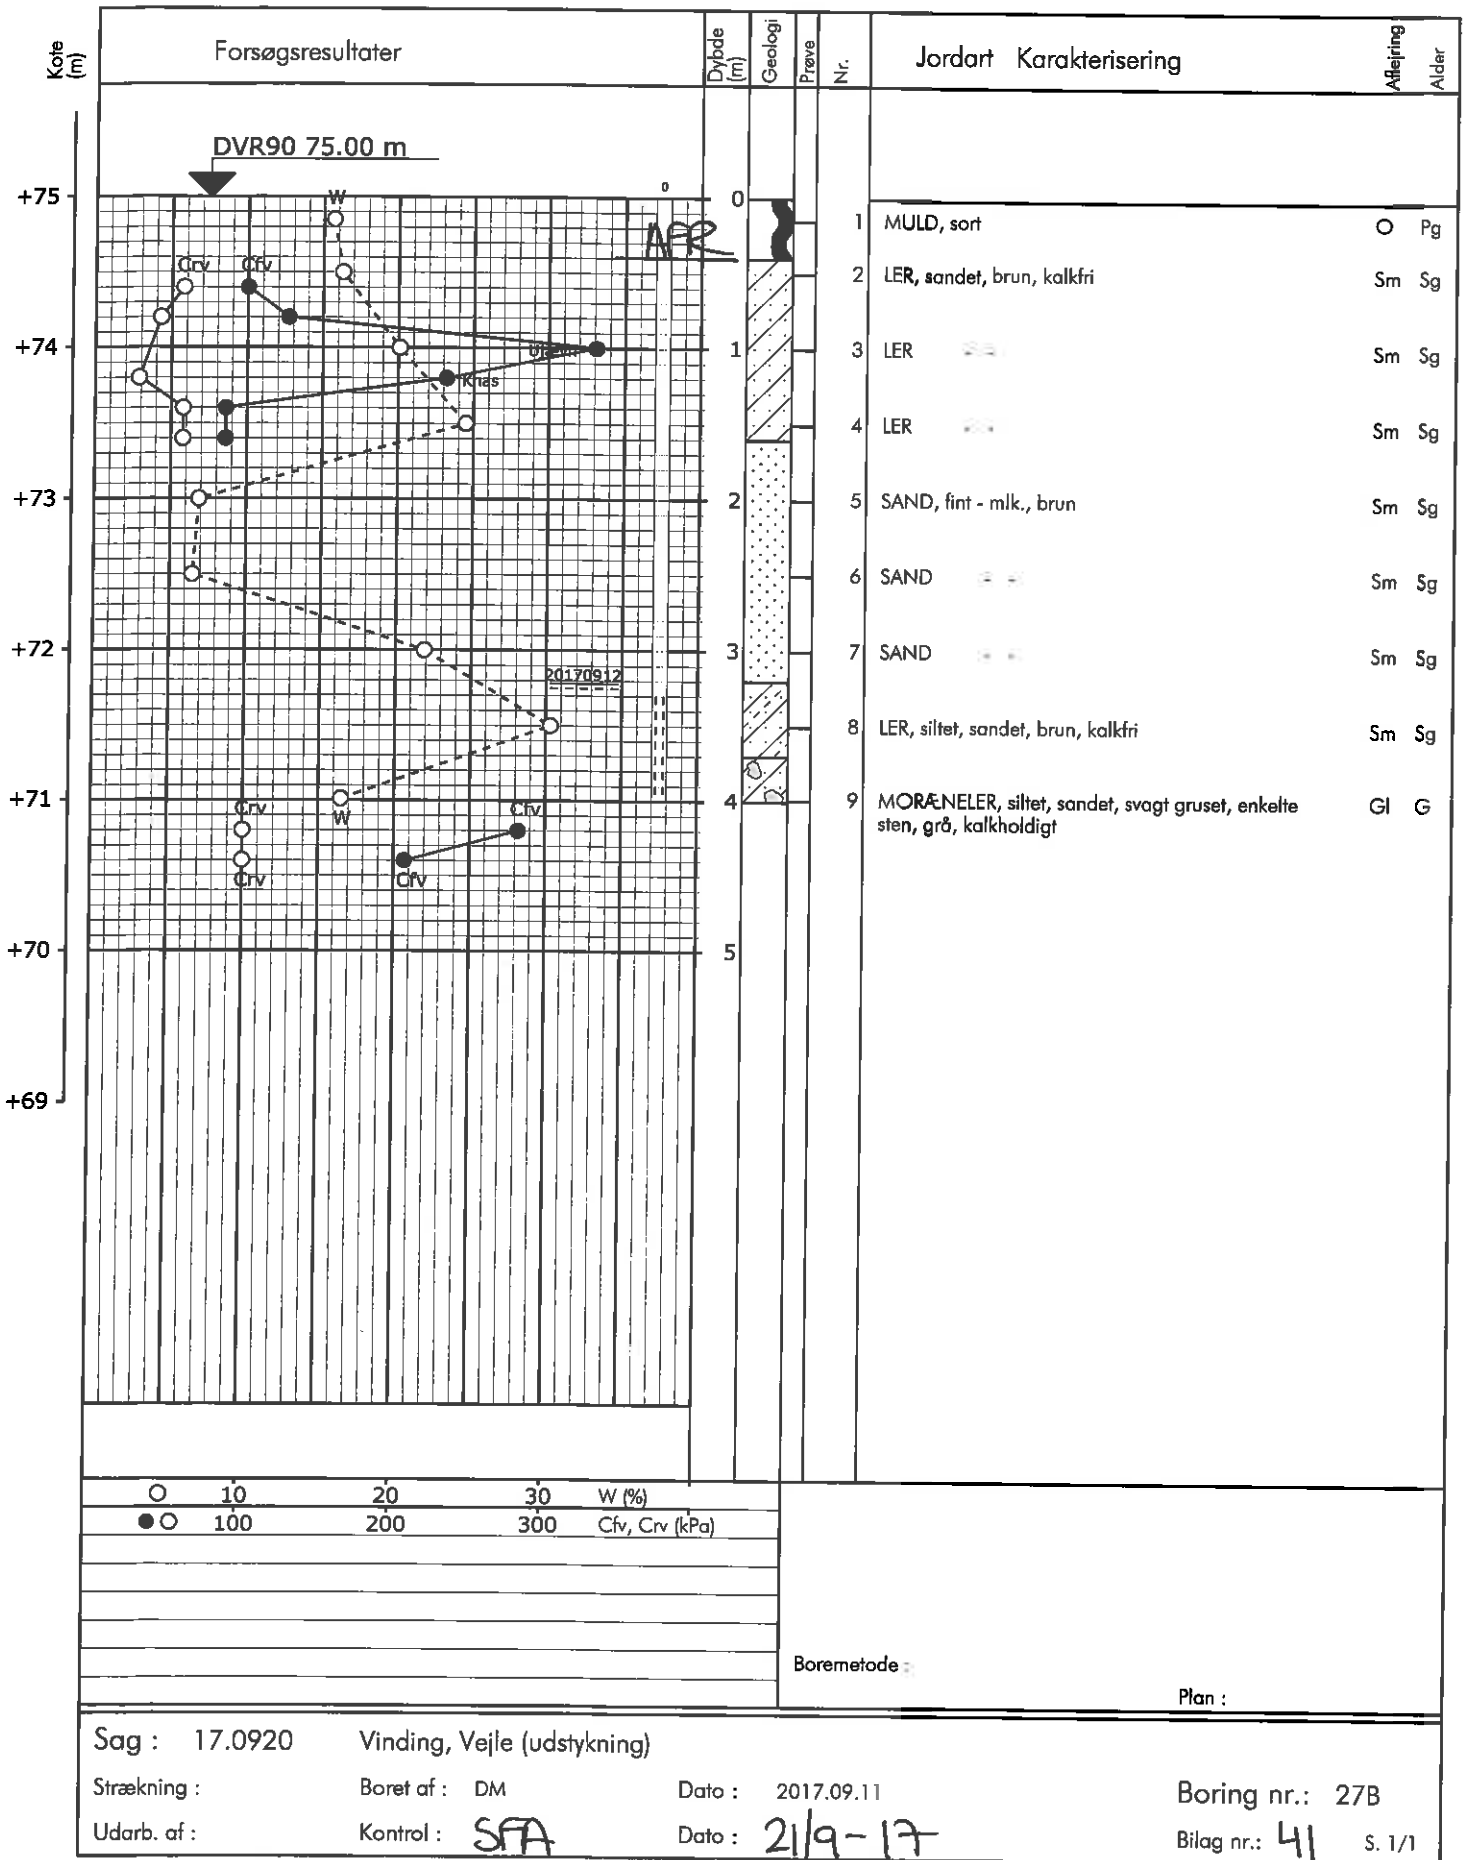 Kote (m)
Forsøgsresultater
Dybde (m)
Geologi
Prøve
Nr.
Jordart Karakterisering
Aflejring
Alder
DVR90 75.00 m
+75
W
0
0
AFR
1 MULD, sort O Pg
Crv Cfv
2 LER, sandet, brun, kalkfri Sm Sg
+74
1
3 LER " " Sm Sg
Knas
4 LER " " Sm Sg
+73
2
5 SAND, fint - mlk., brun Sm Sg
6 SAND " " Sm Sg
+72
3
7 SAND " " Sm Sg
20170912
8 LER, siltet, sandet, brun, kalkfri Sm Sg
+71
4
9 MORÆNELER, siltet, sandet, svagt gruset, enkelte Gl G
sten, grå, kalkholdigt
Crv W Cfv
Crv Cfv
+70
5
+69
10 20 30 W (%)
100 200 300 Cfv, Crv (kPa)
Boremetode :
Plan :
Sag : 17.0920 Vinding, Vejle (udstykning)
Strækning : Boret af : DM Dato : 2017.09.11 Boring nr.: 27B
Udarb. af : Kontrol : SFA Dato : 21/9-17 Bilag nr.: 41 S. 1/1